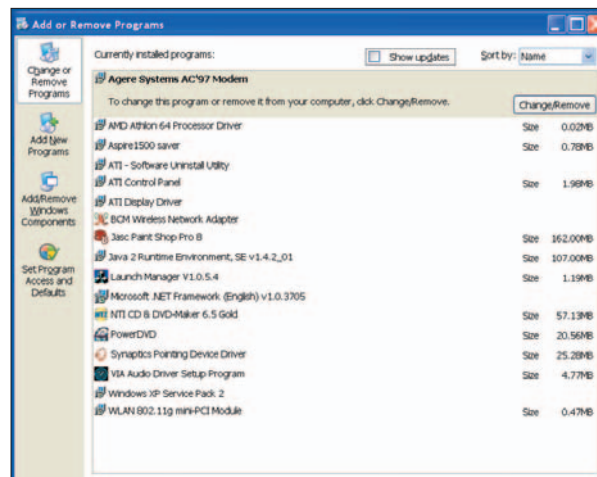 Add or Remove Programs
Change or
Remove
Programs
Add New
Programs
Add/Remove
Windows
Components
Set Program
Access and
Defaults
Currently installed programs:
Show updates
Sort by: Name
Agere Systems AC'97 Modem
To change this program or remove it from your computer, click Change/Remove.
Change/Remove
AMD Athlon 64 Processor Driver Size 0.02MB
Aspire1500 saver Size 0.78MB
ATI - Software Uninstall Utility
ATI Control Panel Size 1.98MB
ATI Display Driver
BCM Wireless Network Adapter
Jasc Paint Shop Pro 8 Size 162.00MB
Java 2 Runtime Environment, SE v1.4.2_01 Size 107.00MB
Launch Manager V1.0.5.4 Size 1.19MB
Microsoft .NET Framework (English) v1.0.3705
NTI CD & DVD-Maker 6.5 Gold Size 57.13MB
PowerDVD Size 20.56MB
Synaptics Pointing Device Driver Size 25.28MB
VIA Audio Driver Setup Program Size 4.77MB
Windows XP Service Pack 2
WLAN 802.11g mini-PCI Module Size 0.47MB